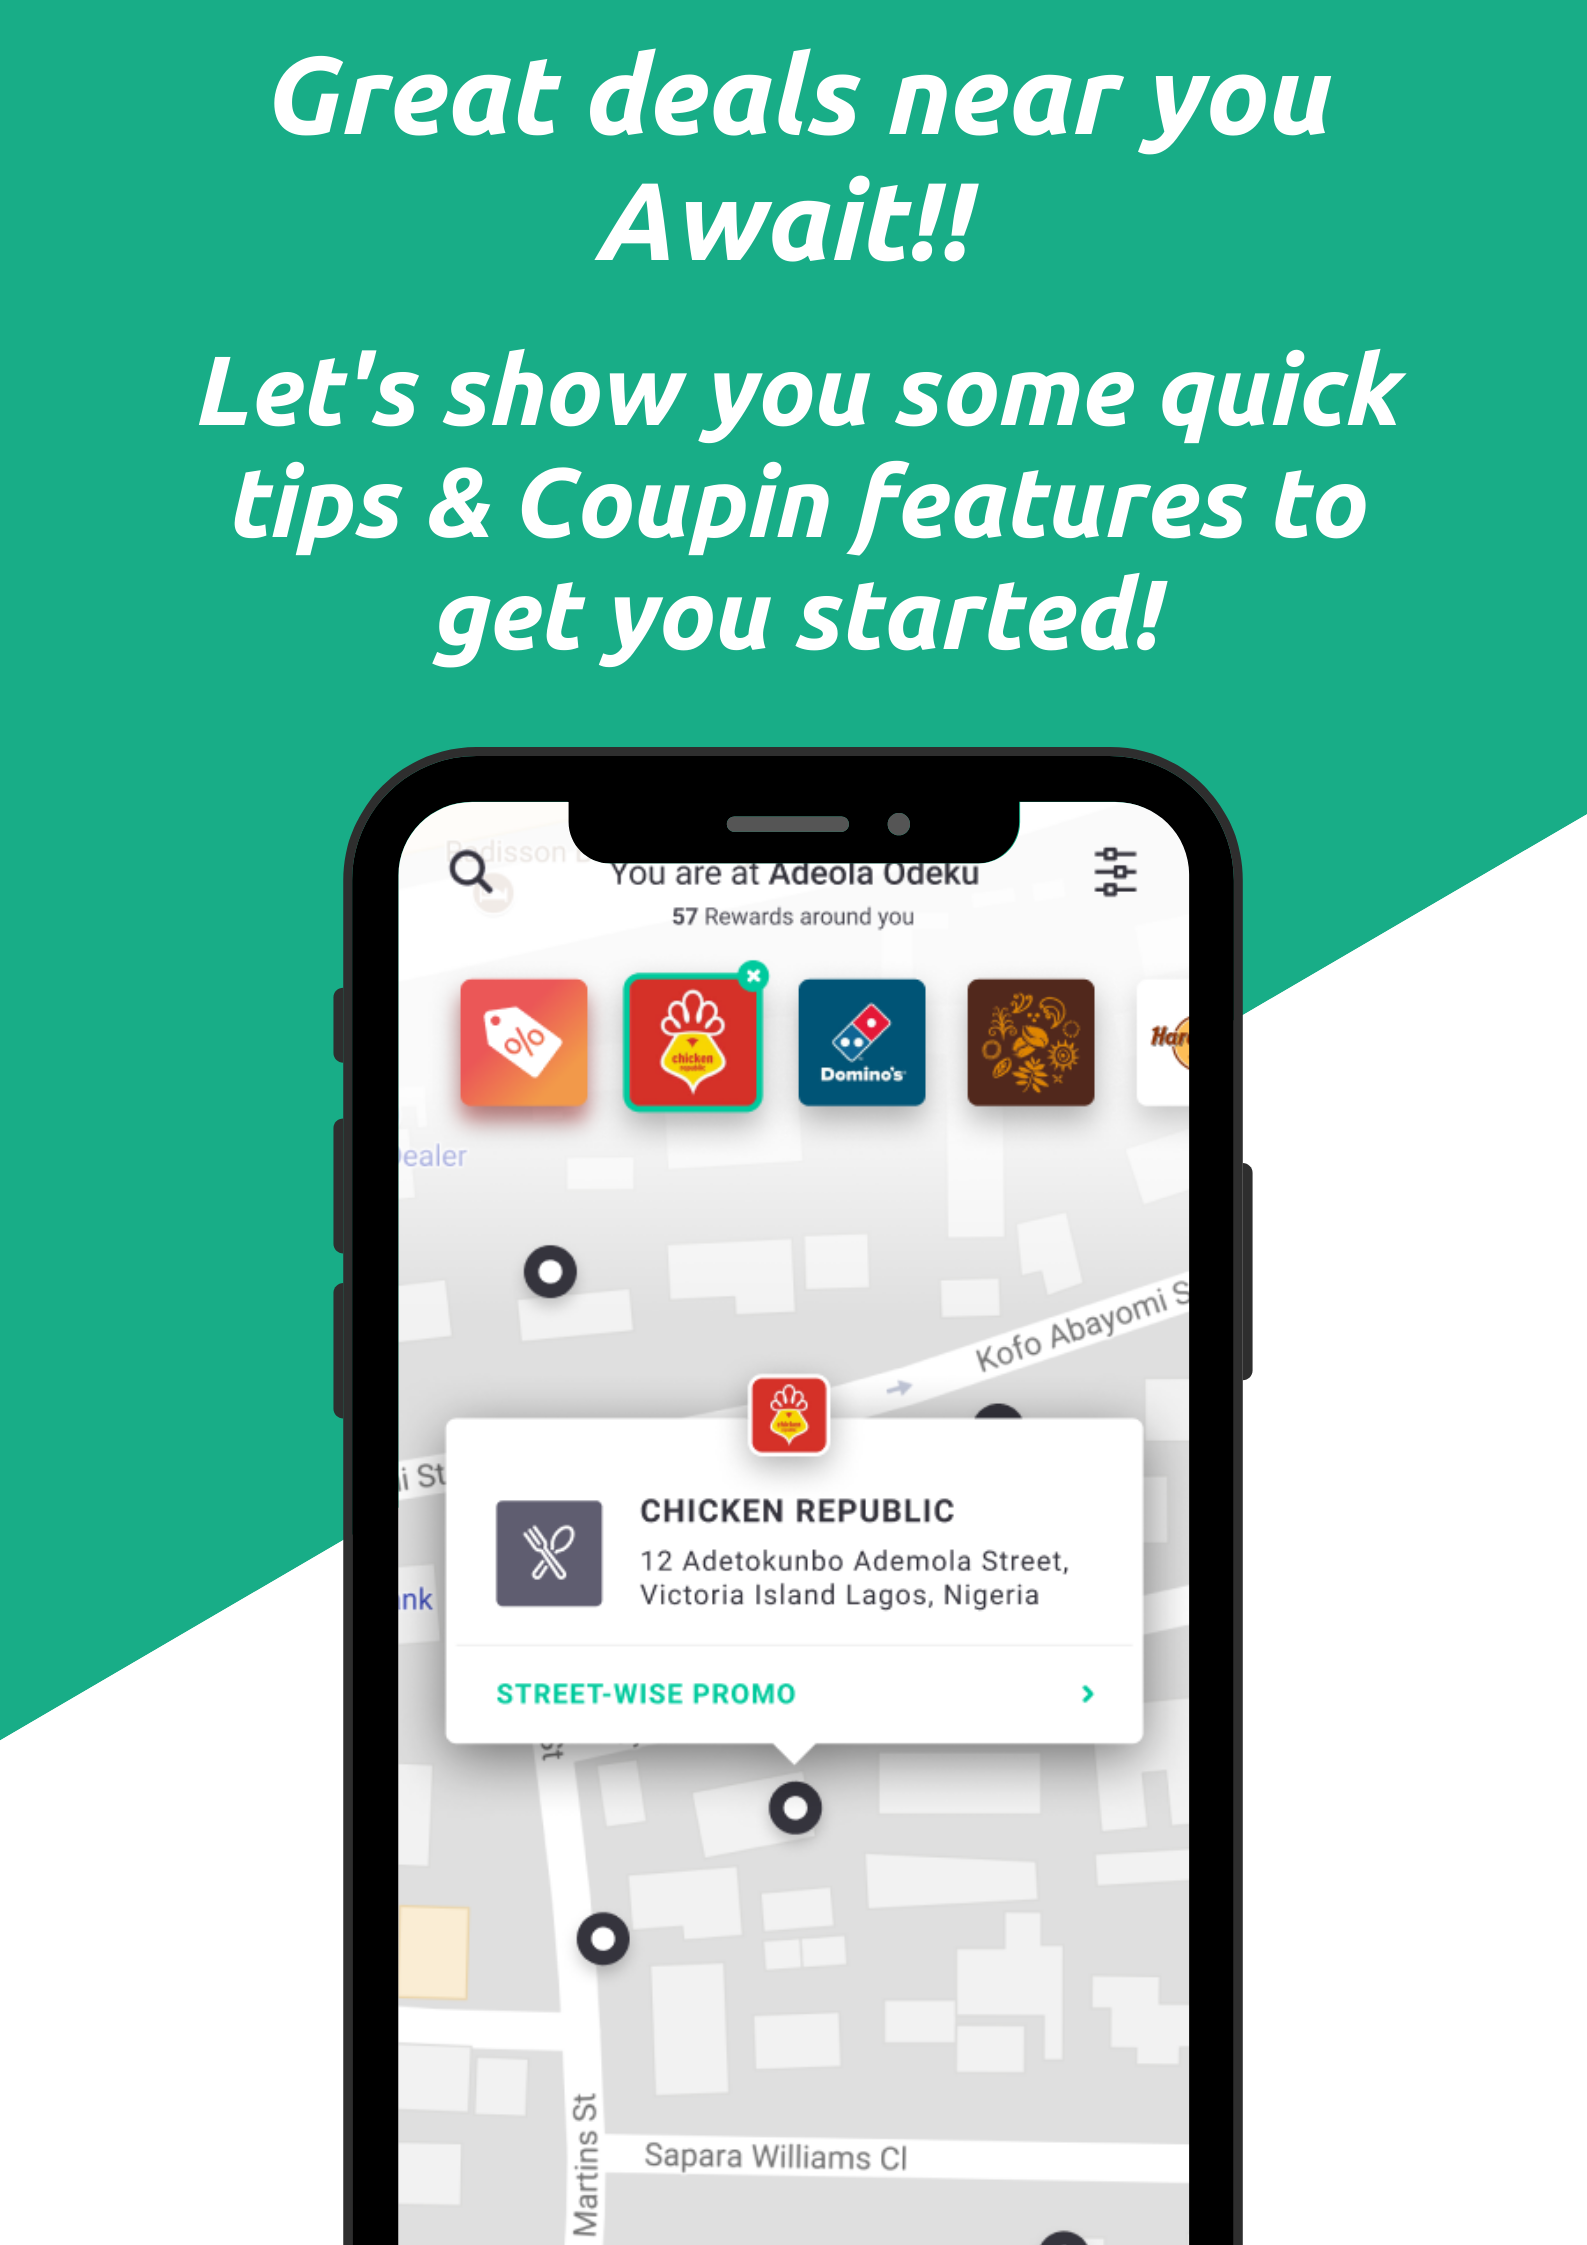 Great deals near you
Await!!
Let's show you some quick
tips & Coupin features to
get you started!
Radisson
You are at Adeola Odeku
57 Rewards around you
%
chicken
republic
Domino's
Har
ealer
Kofo Abayomi S
i St
CHICKEN REPUBLIC
12 Adetokunbo Ademola Street,
Victoria Island Lagos, Nigeria
nk
STREET-WISE PROMO
St
Martins St
Sapara Williams Cl